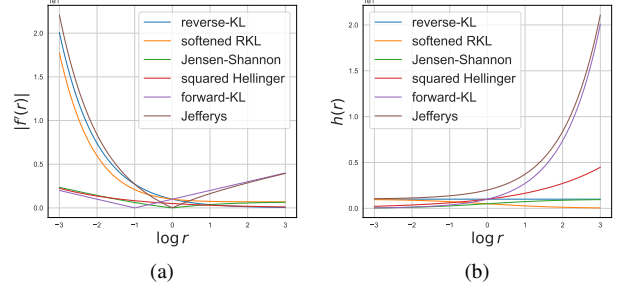 2.0
1.5
1.0
0.5
0.0
|f'(r)|
reverse-KL
softened RKL
Jensen-Shannon
squared Hellinger
forward-KL
Jefferys
−3 −2 −1 0 1 2 3
log r
(a)
2.0
1.5
1.0
0.5
0.0
h(r)
reverse-KL
softened RKL
Jensen-Shannon
squared Hellinger
forward-KL
Jefferys
−3 −2 −1 0 1 2 3
log r
(b)